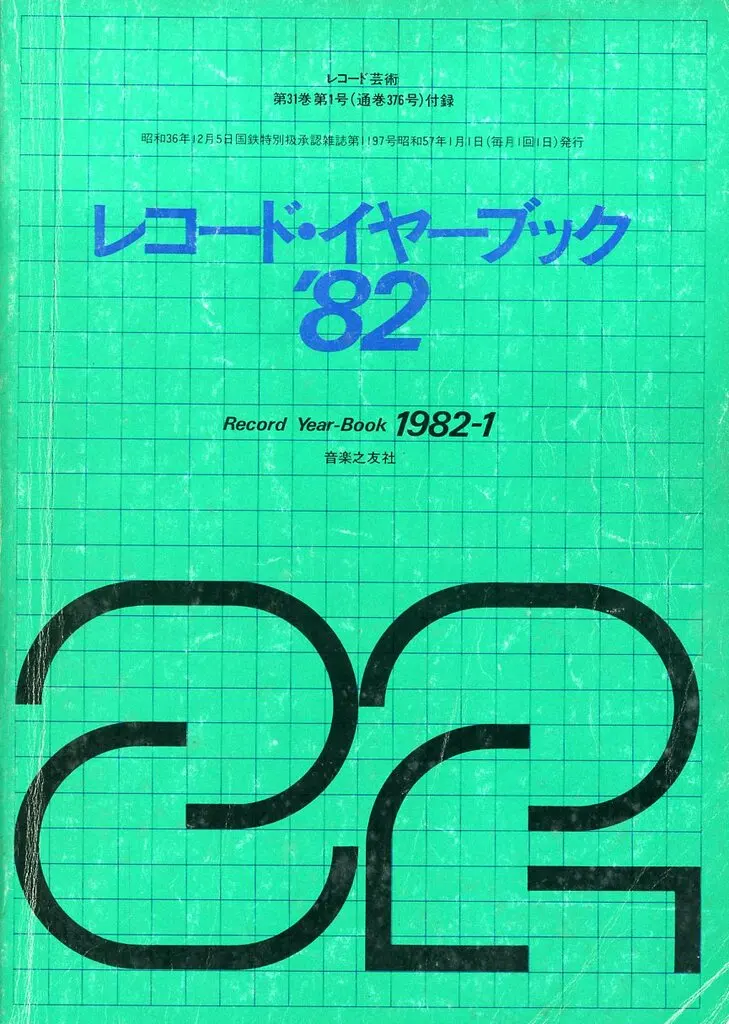 レコード芸術
第31巻第1号(通巻376号)付録
昭和36年12月5日国鉄特別扱承認雑誌第1197号昭和57年1月1日(毎月1回1日)発行
レコード・イヤーブック
'82
Record Year-Book 1982-1
音楽之友社
82